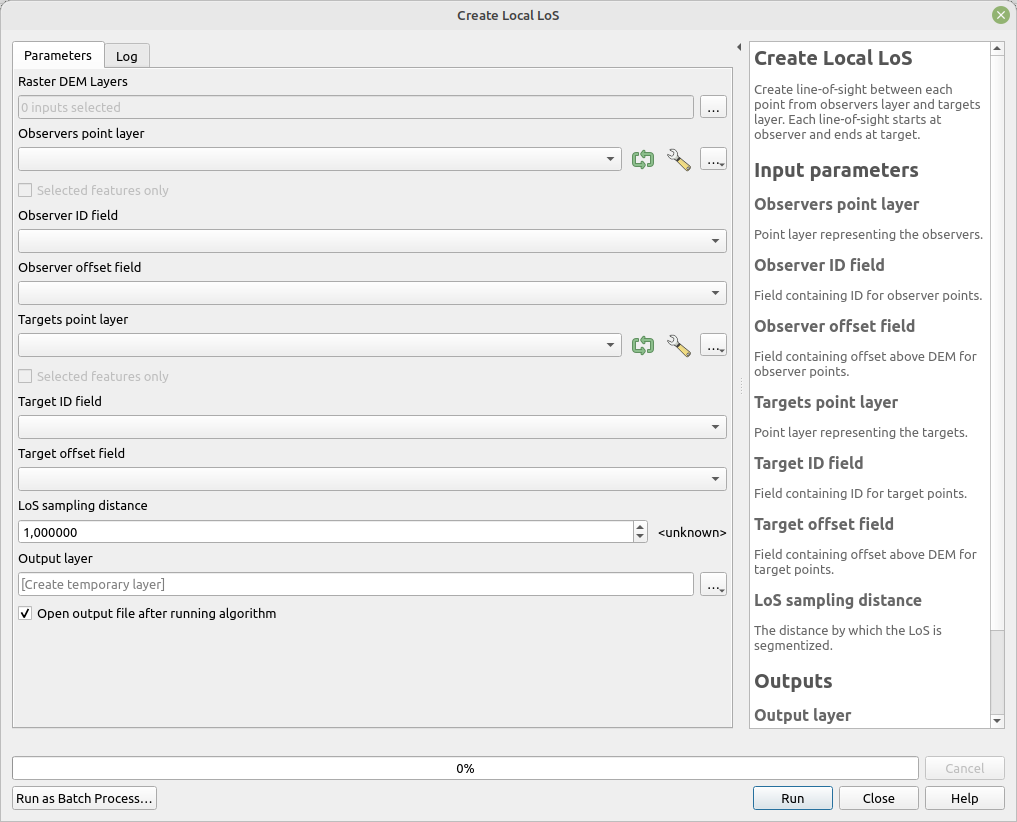 Create Local LoS
Parameters
Log
Raster DEM Layers
0 inputs selected
...
Observers point layer
...
Selected features only
Observer ID field
Observer offset field
Targets point layer
...
Selected features only
Target ID field
Target offset field
LoS sampling distance
1,000000
<unknown>
Output layer
[Create temporary layer]
...
Open output file after running algorithm
Create Local LoS
Create line-of-sight between each
point from observers layer and targets
layer. Each line-of-sight starts at
observer and ends at target.
Input parameters
Observers point layer
Point layer representing the observers.
Observer ID field
Field containing ID for observer points.
Observer offset field
Field containing offset above DEM for
observer points.
Targets point layer
Point layer representing the targets.
Target ID field
Field containing ID for target points.
Target offset field
Field containing offset above DEM for
target points.
LoS sampling distance
The distance by which the LoS is
segmentized.
Outputs
Output layer
0%
Cancel
Run as Batch Process...
Run
Close
Help